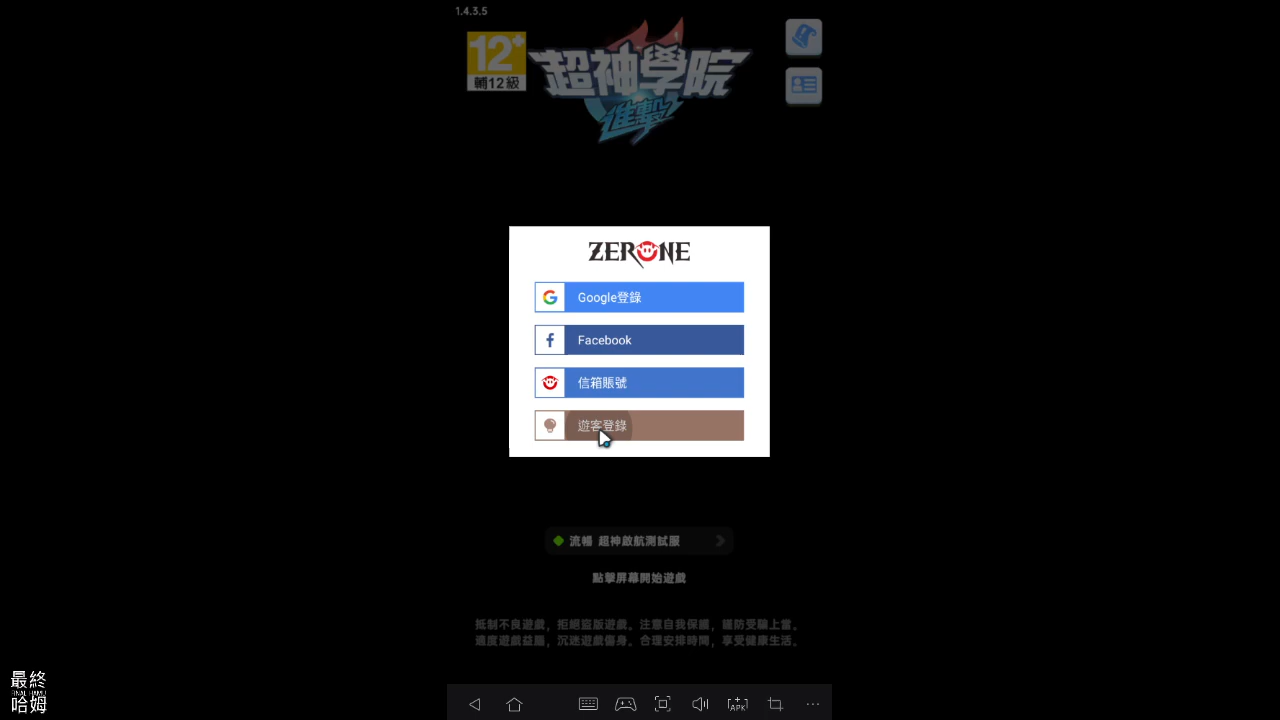 1.4.3.5
12+
輔12級
超神學院
進擊
ZERONE
Google登錄
Facebook
信箱賬號
遊客登錄
流暢 超神啟航測試服
點擊屏幕開始遊戲
抵制不良遊戲，拒絕盜版遊戲。注意自我保護，謹防受騙上當。
適度遊戲益腦，沉迷遊戲傷身。合理安排時間，享受健康生活。
APK
最終
FINAL HAMU
哈姆